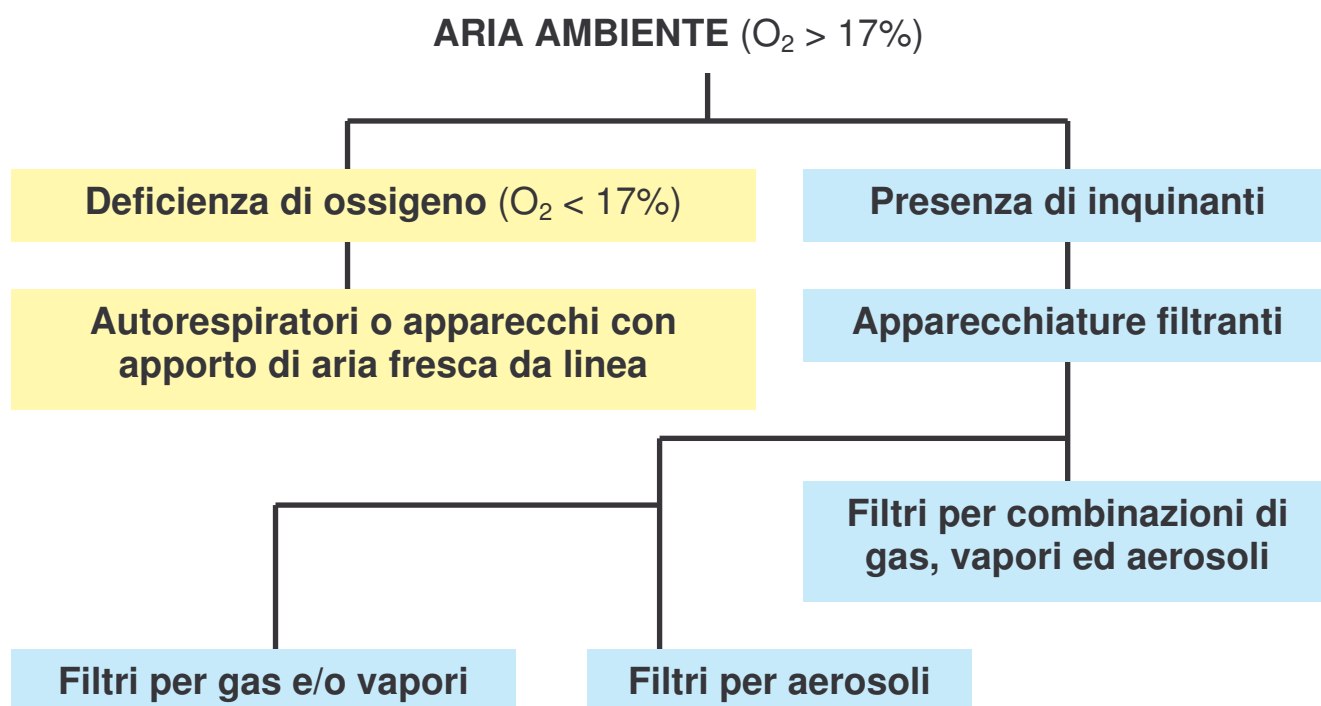 ARIA AMBIENTE (O₂ > 17%)
Deficienza di ossigeno (O₂ < 17%)
Presenza di inquinanti
Autorespiratori o apparecchi con
apporto di aria fresca da linea
Apparecchiature filtranti
Filtri per combinazioni di
gas, vapori ed aerosoli
Filtri per gas e/o vapori
Filtri per aerosoli